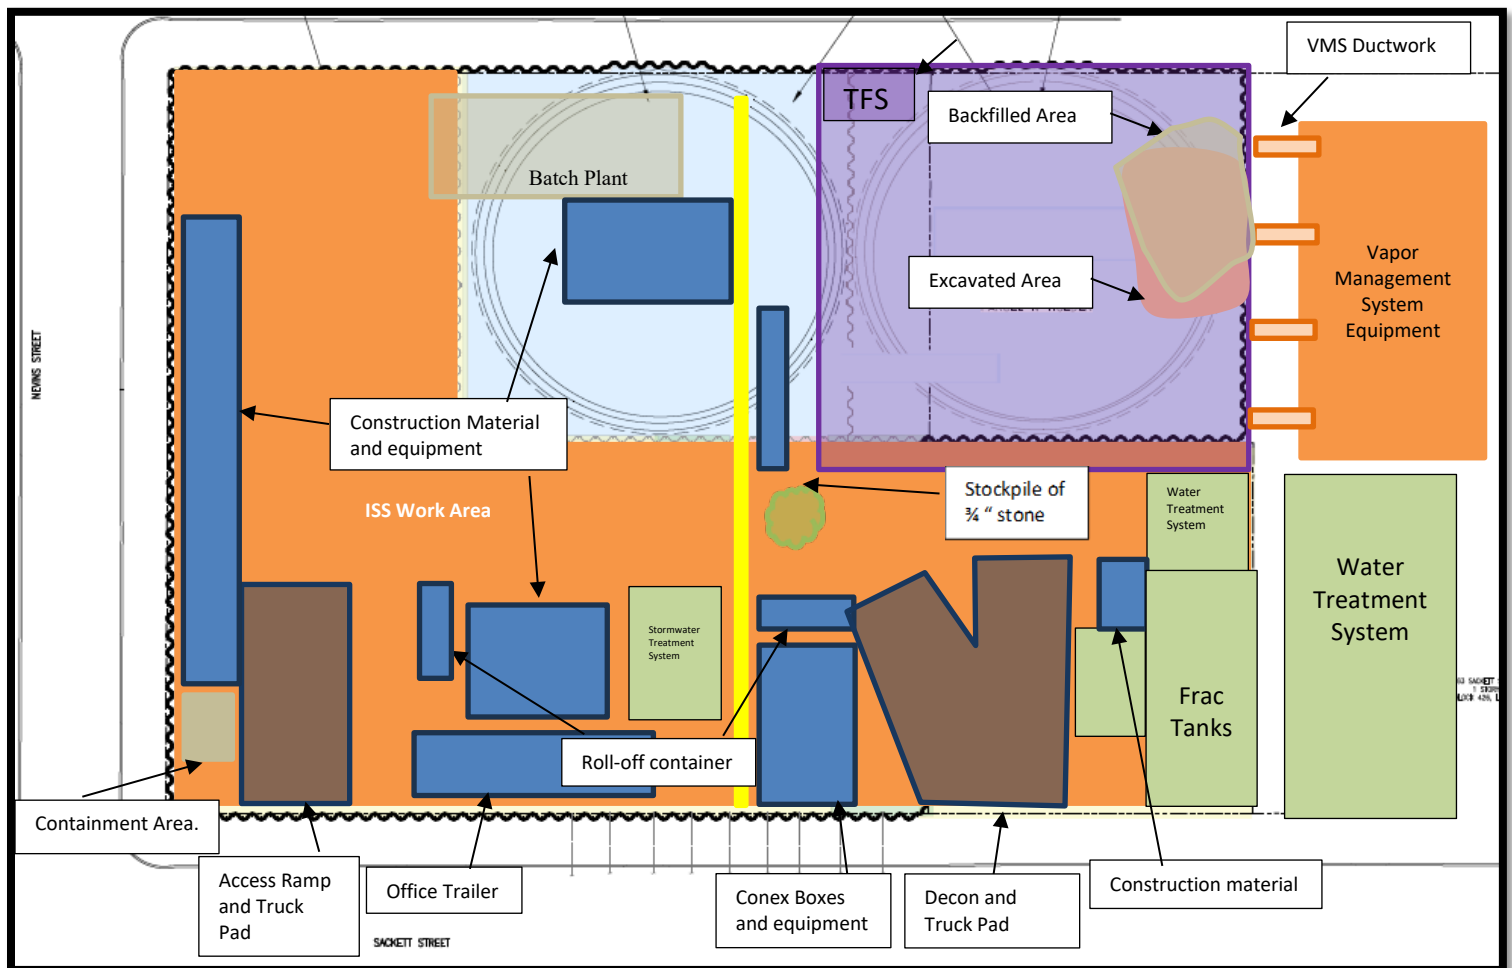 VMS Ductwork
TFS
Backfilled Area
Batch Plant
Excavated Area
Vapor
Management
System
Equipment
NEVINS STREET
Construction Material
and equipment
ISS Work Area
Stockpile of
¾ “ stone
Water
Treatment
System
Water
Treatment
System
Stormwater
Treatment
System
Frac
Tanks
Roll-off container
Containment Area.
Access Ramp
and Truck
Pad
Office Trailer
Conex Boxes
and equipment
Decon and
Truck Pad
Construction material
SACKETT STREET